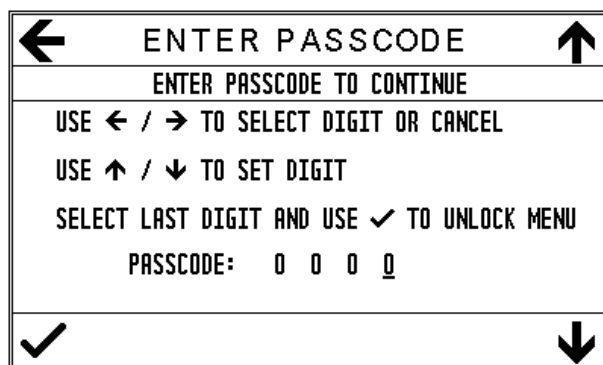 ENTER PASSCODE
ENTER PASSCODE TO CONTINUE
USE ← / → TO SELECT DIGIT OR CANCEL
USE ↑ / ↓ TO SET DIGIT
SELECT LAST DIGIT AND USE ✓ TO UNLOCK MENU
PASSCODE: 0 0 0 0